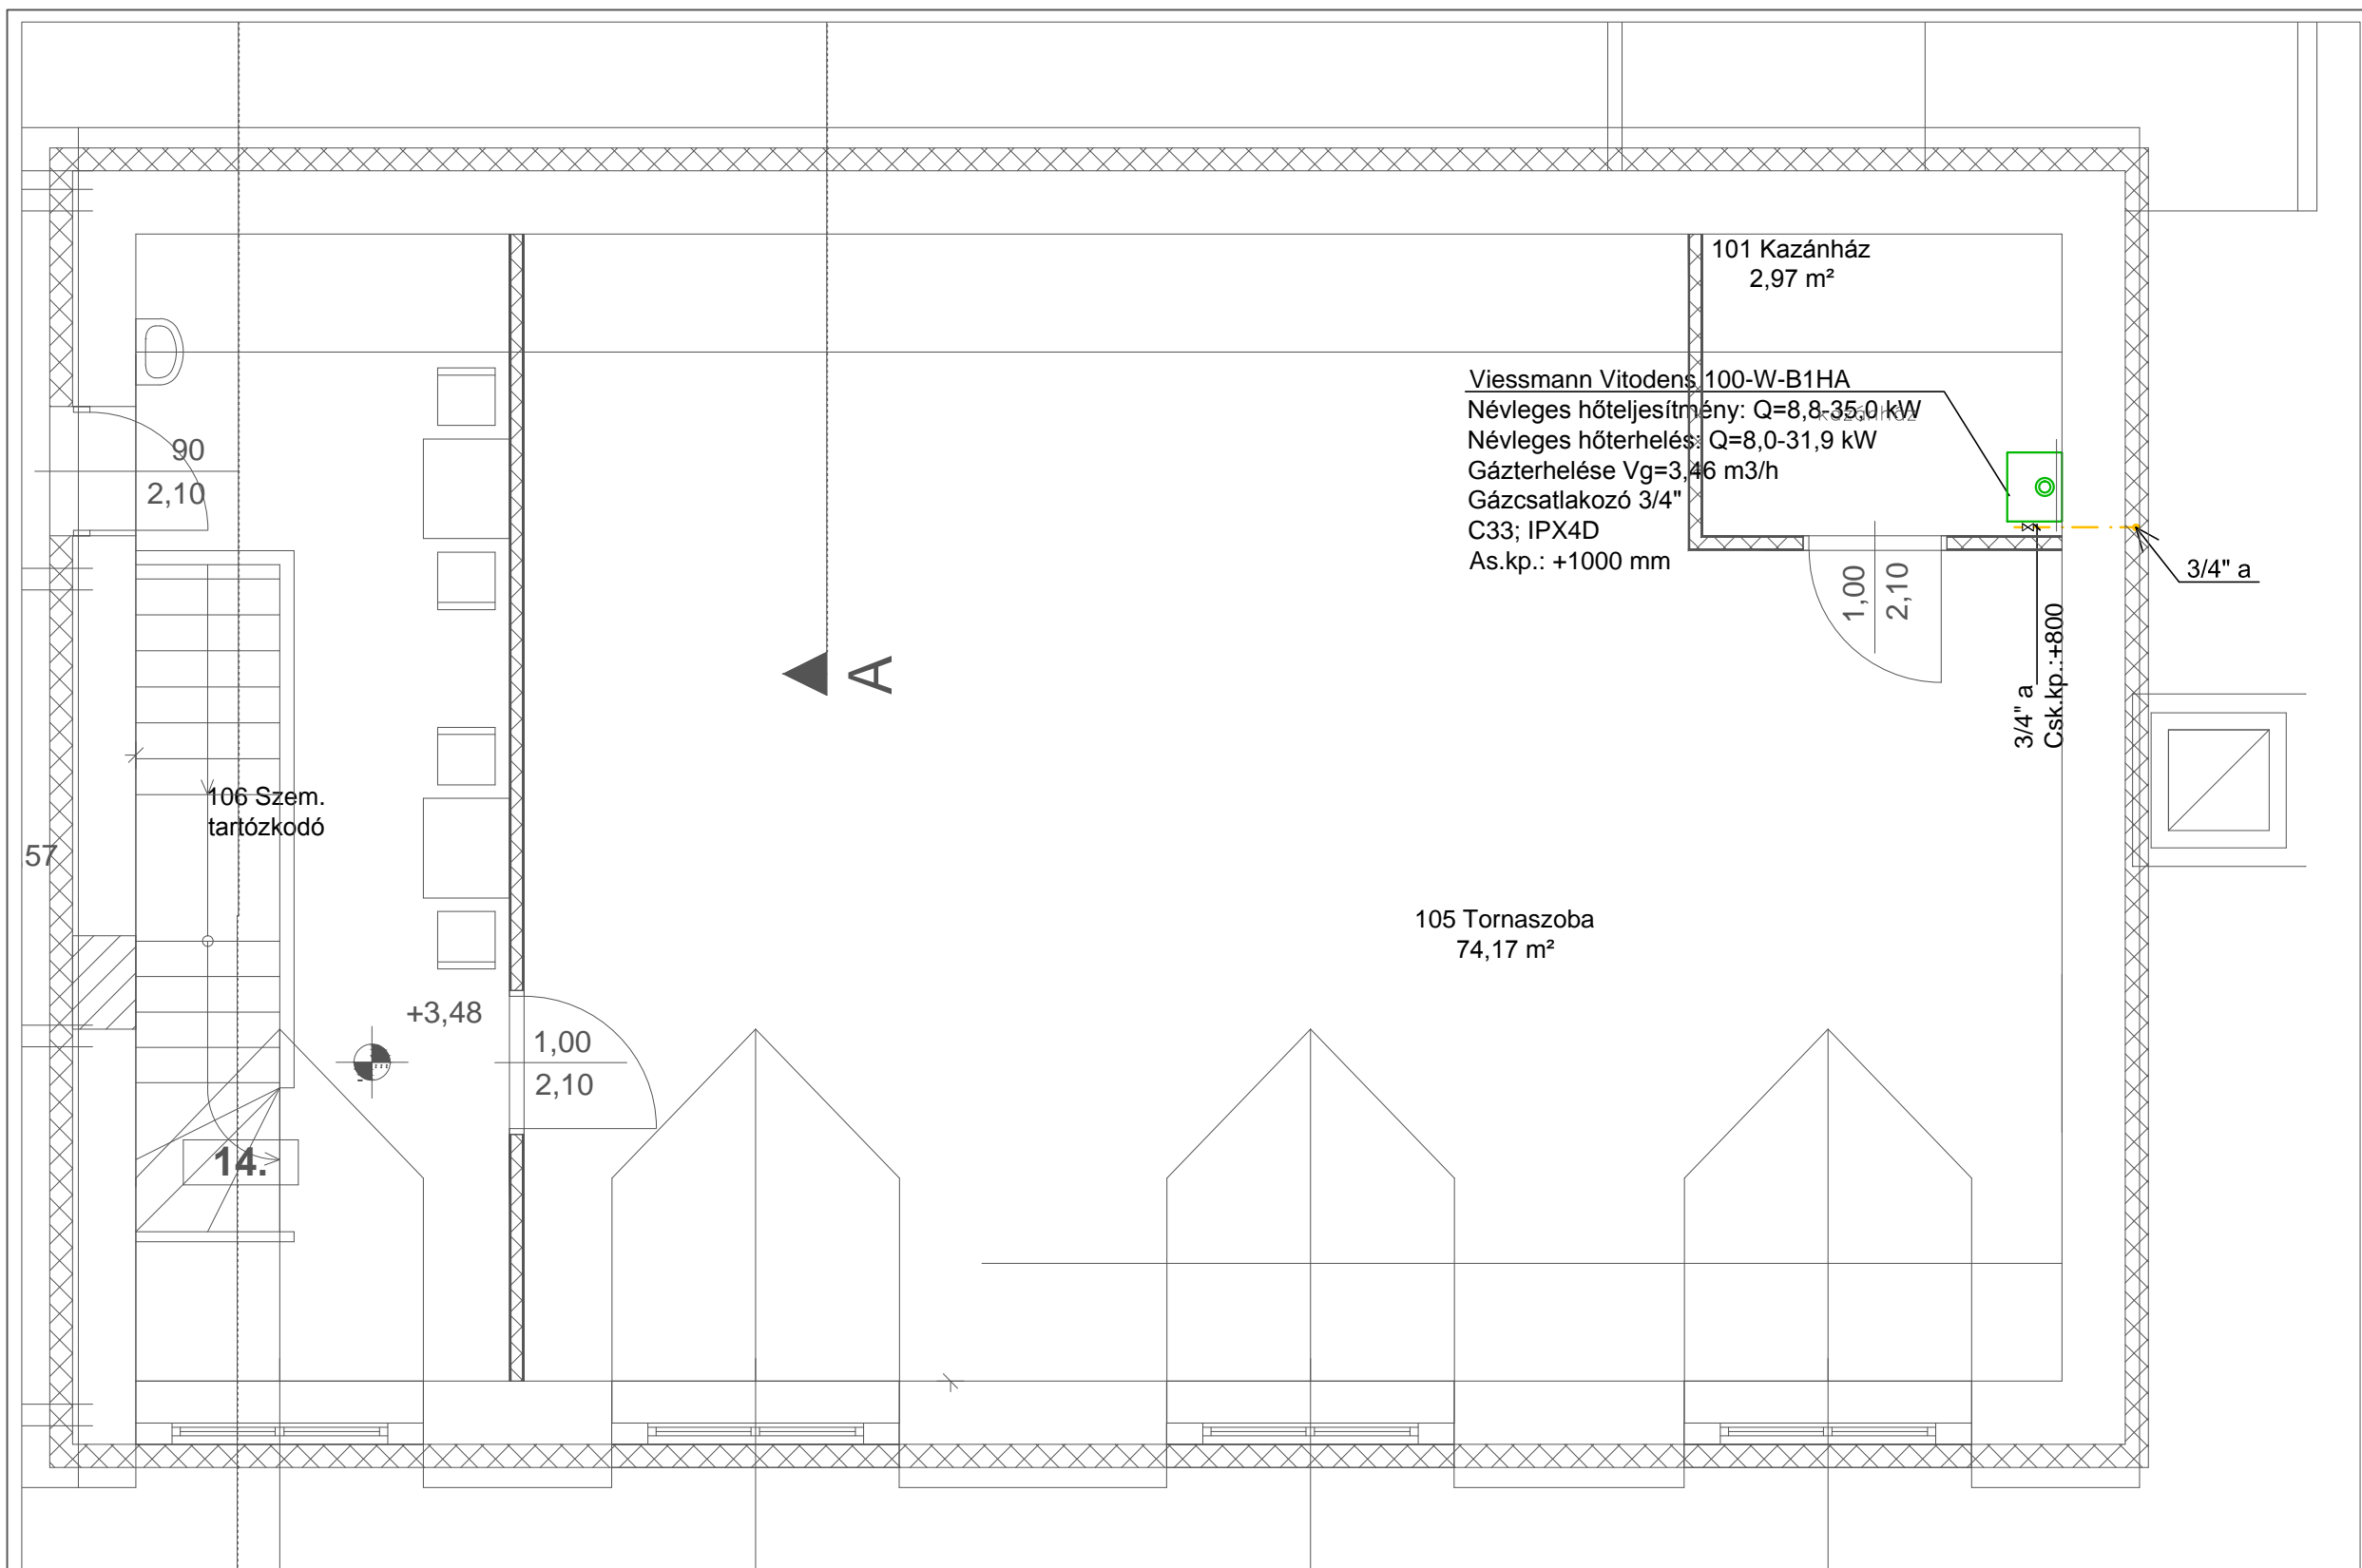 101 Kazánház
2,97 m²
Viessmann Vitodens 100-W-B1HA
Névleges hőteljesítmény: Q=8,8-35,0 kW
kazánház
Névleges hőterhelés: Q=8,0-31,9 kW
Gázterhelése Vg=3,46 m3/h
Gázcsatlakozó 3/4"
C33; IPX4D
As.kp.: +1000 mm
90
2,10
3/4" a
1,00
2,10
3/4" a
Csk.kp.:+800
A
106 Szem.
tartózkodó
57
105 Tornaszoba
74,17 m²
+3,48
1,00
2,10
14.